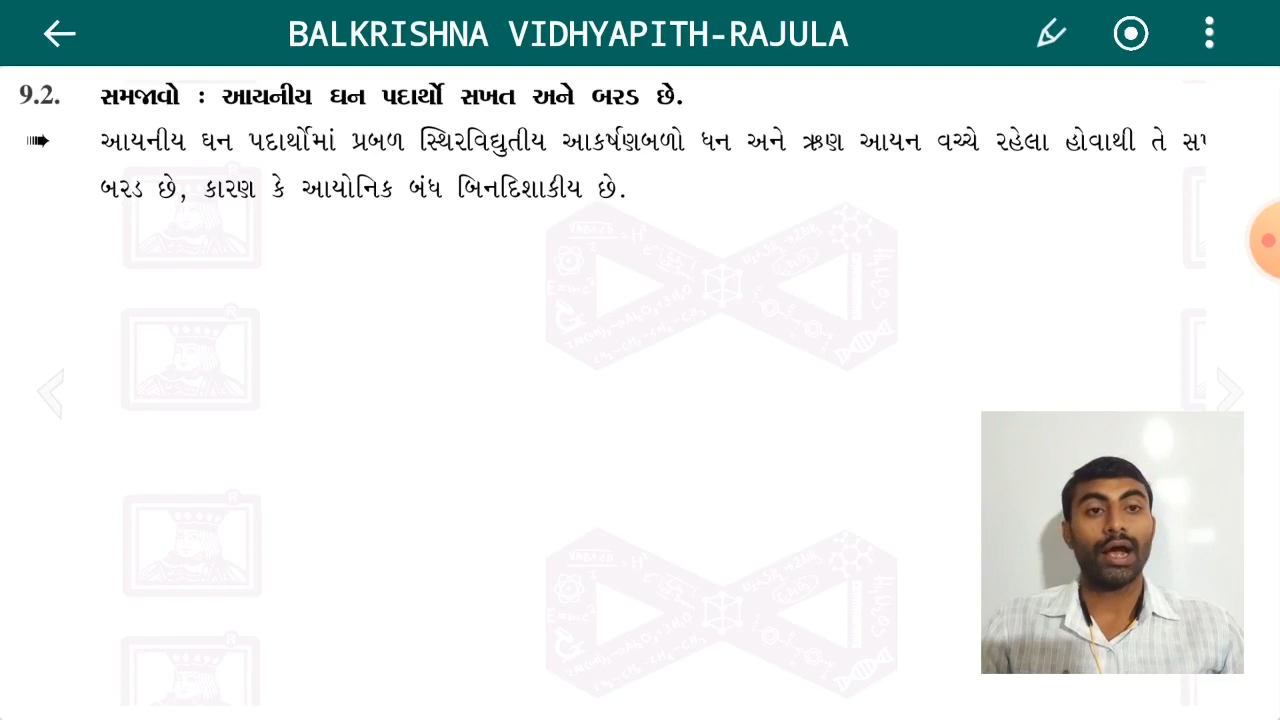 BALKRISHNA VIDHYAPITH-RAJULA
9.2. સમજાવો : આયનીય ઘન પદાર્થો સખત અને બરડ છે.
➠ આયનીય ઘન પદાર્થોમાં પ્રબળ સ્થિરવિદ્યુતીય આકર્ષણબળો ધન અને ઋણ આયન વચ્ચે રહેલા હોવાથી તે
બરડ છે, કારણ કે આયોનિક બંધ બિનદિશાકીય છે.